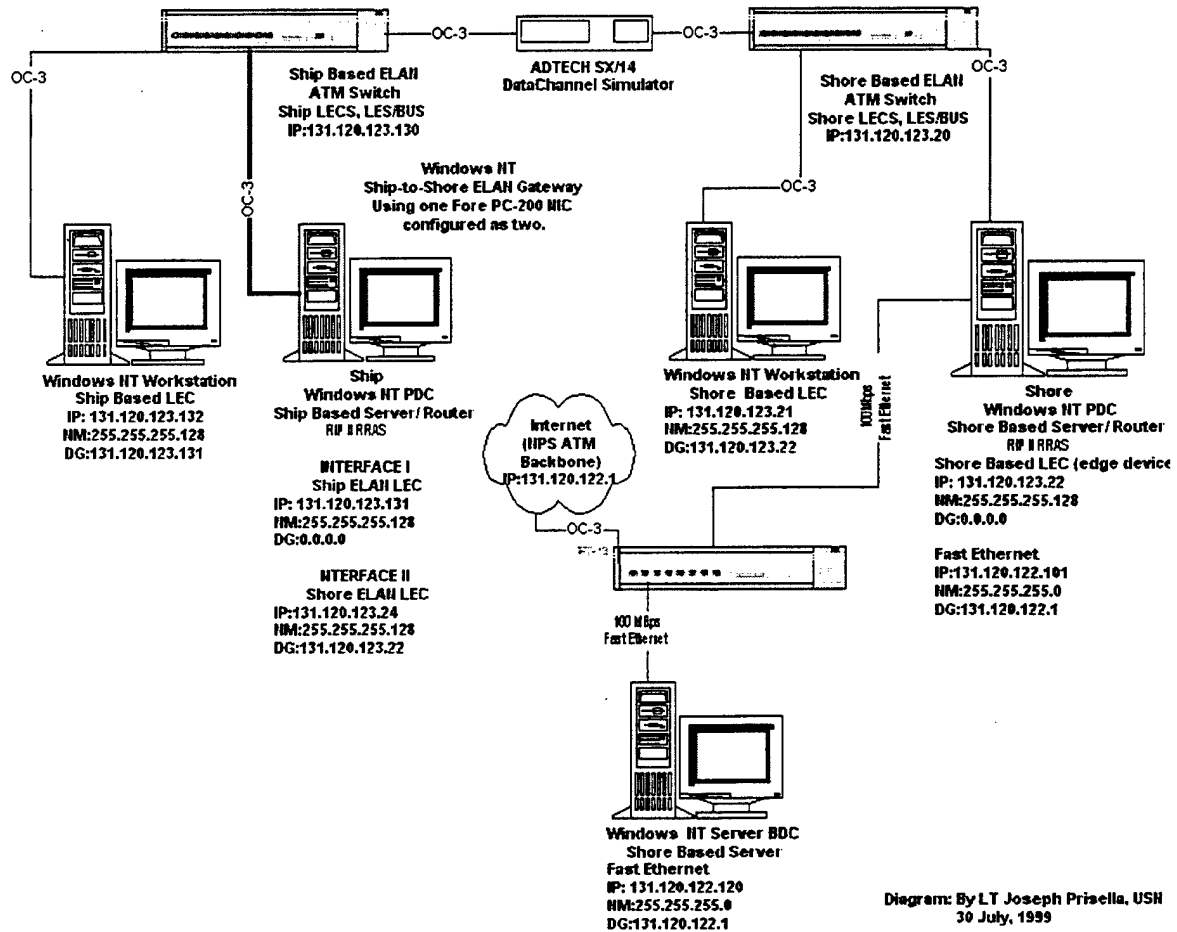 OC-3
OC-3
ADTECH SX/14
DataChannel Simulator
OC-3
OC-3
Ship Based ELAN
ATM Switch
Ship LECS, LES/BUS
IP:131.120.123.130
Shore Based ELAN
ATM Switch
Shore LECS, LES/BUS
IP:131.120.123.20
OC-3
Windows NT
Ship-to-Shore ELAN Gateway
Using one Fore PC-200 NIC
configured as two.
OC-3
Windows NT Workstation
Ship Based LEC
IP: 131.120.123.132
NM:255.255.255.128
DG:131.120.123.131
Ship
Windows NT PDC
Ship Based Server/Router
RIP II RRAS
INTERFACE I
Ship ELAN LEC
IP: 131.120.123.131
NM:255.255.255.128
DG:0.0.0.0
NTERFACE II
Shore ELAN LEC
IP:131.120.123.24
NM:255.255.255.128
DG:131.120.123.22
Windows NT Workstation
Shore Based LEC
IP: 131.120.123.21
NM:255.255.255.128
DG:131.120.123.22
100Mbps
Fast Ethernet
Shore
Windows NT PDC
Shore Based Server/Router
RIP II RRAS
Shore Based LEC (edge device
IP: 131.120.123.22
NM:255.255.255.128
DG:0.0.0.0
Fast Ethernet
IP:131.120.122.101
NM:255.255.255.0
DG:131.120.122.1
Internet
(NPS ATM
Backbone)
IP:131.120.122.1
OC-3
100 MBps
Fast Ethernet
Windows NT Server BDC
Shore Based Server
Fast Ethernet
IP: 131.120.122.120
NM:255.255.255.0
DG:131.120.122.1
Diagram: By LT Joseph Prisella, USN
30 July, 1999